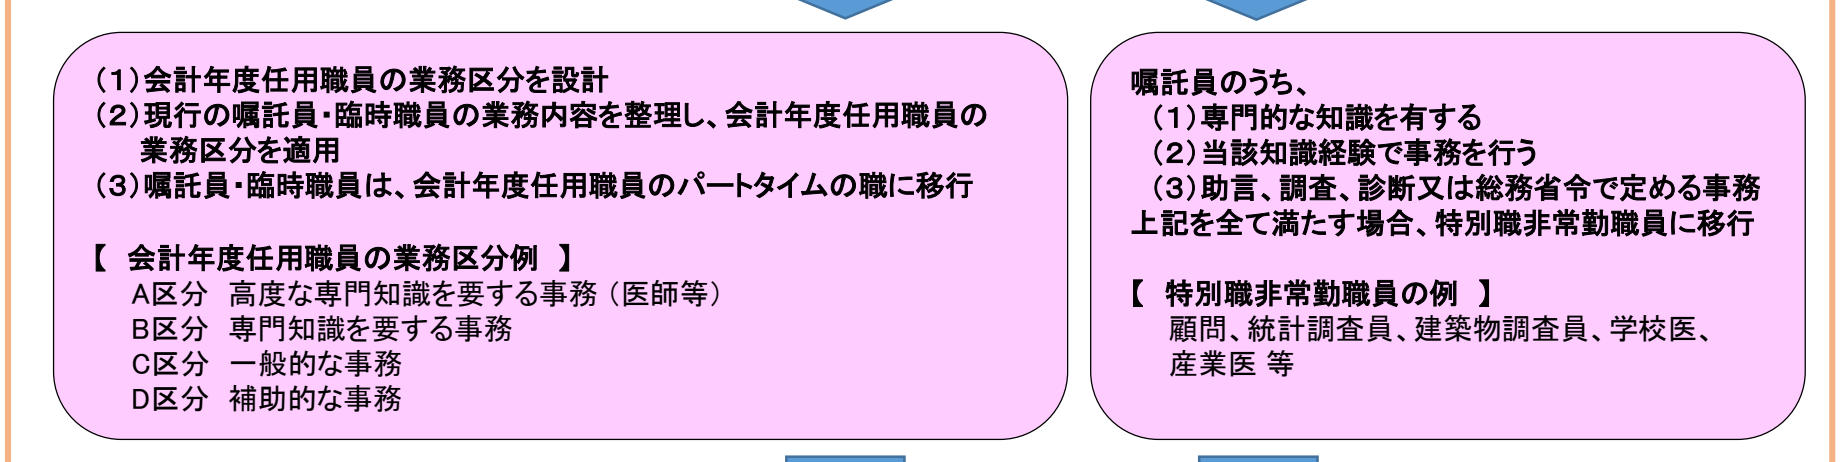 （1）会計年度任用職員の業務区分を設計
（2）現行の嘱託員・臨時職員の業務内容を整理し、会計年度任用職員の
業務区分を適用
（3）嘱託員・臨時職員は、会計年度任用職員のパートタイムの職に移行
【　会計年度任用職員の業務区分例　】
A区分　高度な専門知識を要する事務（医師等）
B区分　専門知識を要する事務
C区分　一般的な事務
D区分　補助的な事務
嘱託員のうち、
（1）専門的な知識を有する
（2）当該知識経験で事務を行う
（3）助言、調査、診断又は総務省令で定める事務
上記を全て満たす場合、特別職非常勤職員に移行
【　特別職非常勤職員の例　】
顧問、統計調査員、建築物調査員、学校医、
産業医 等